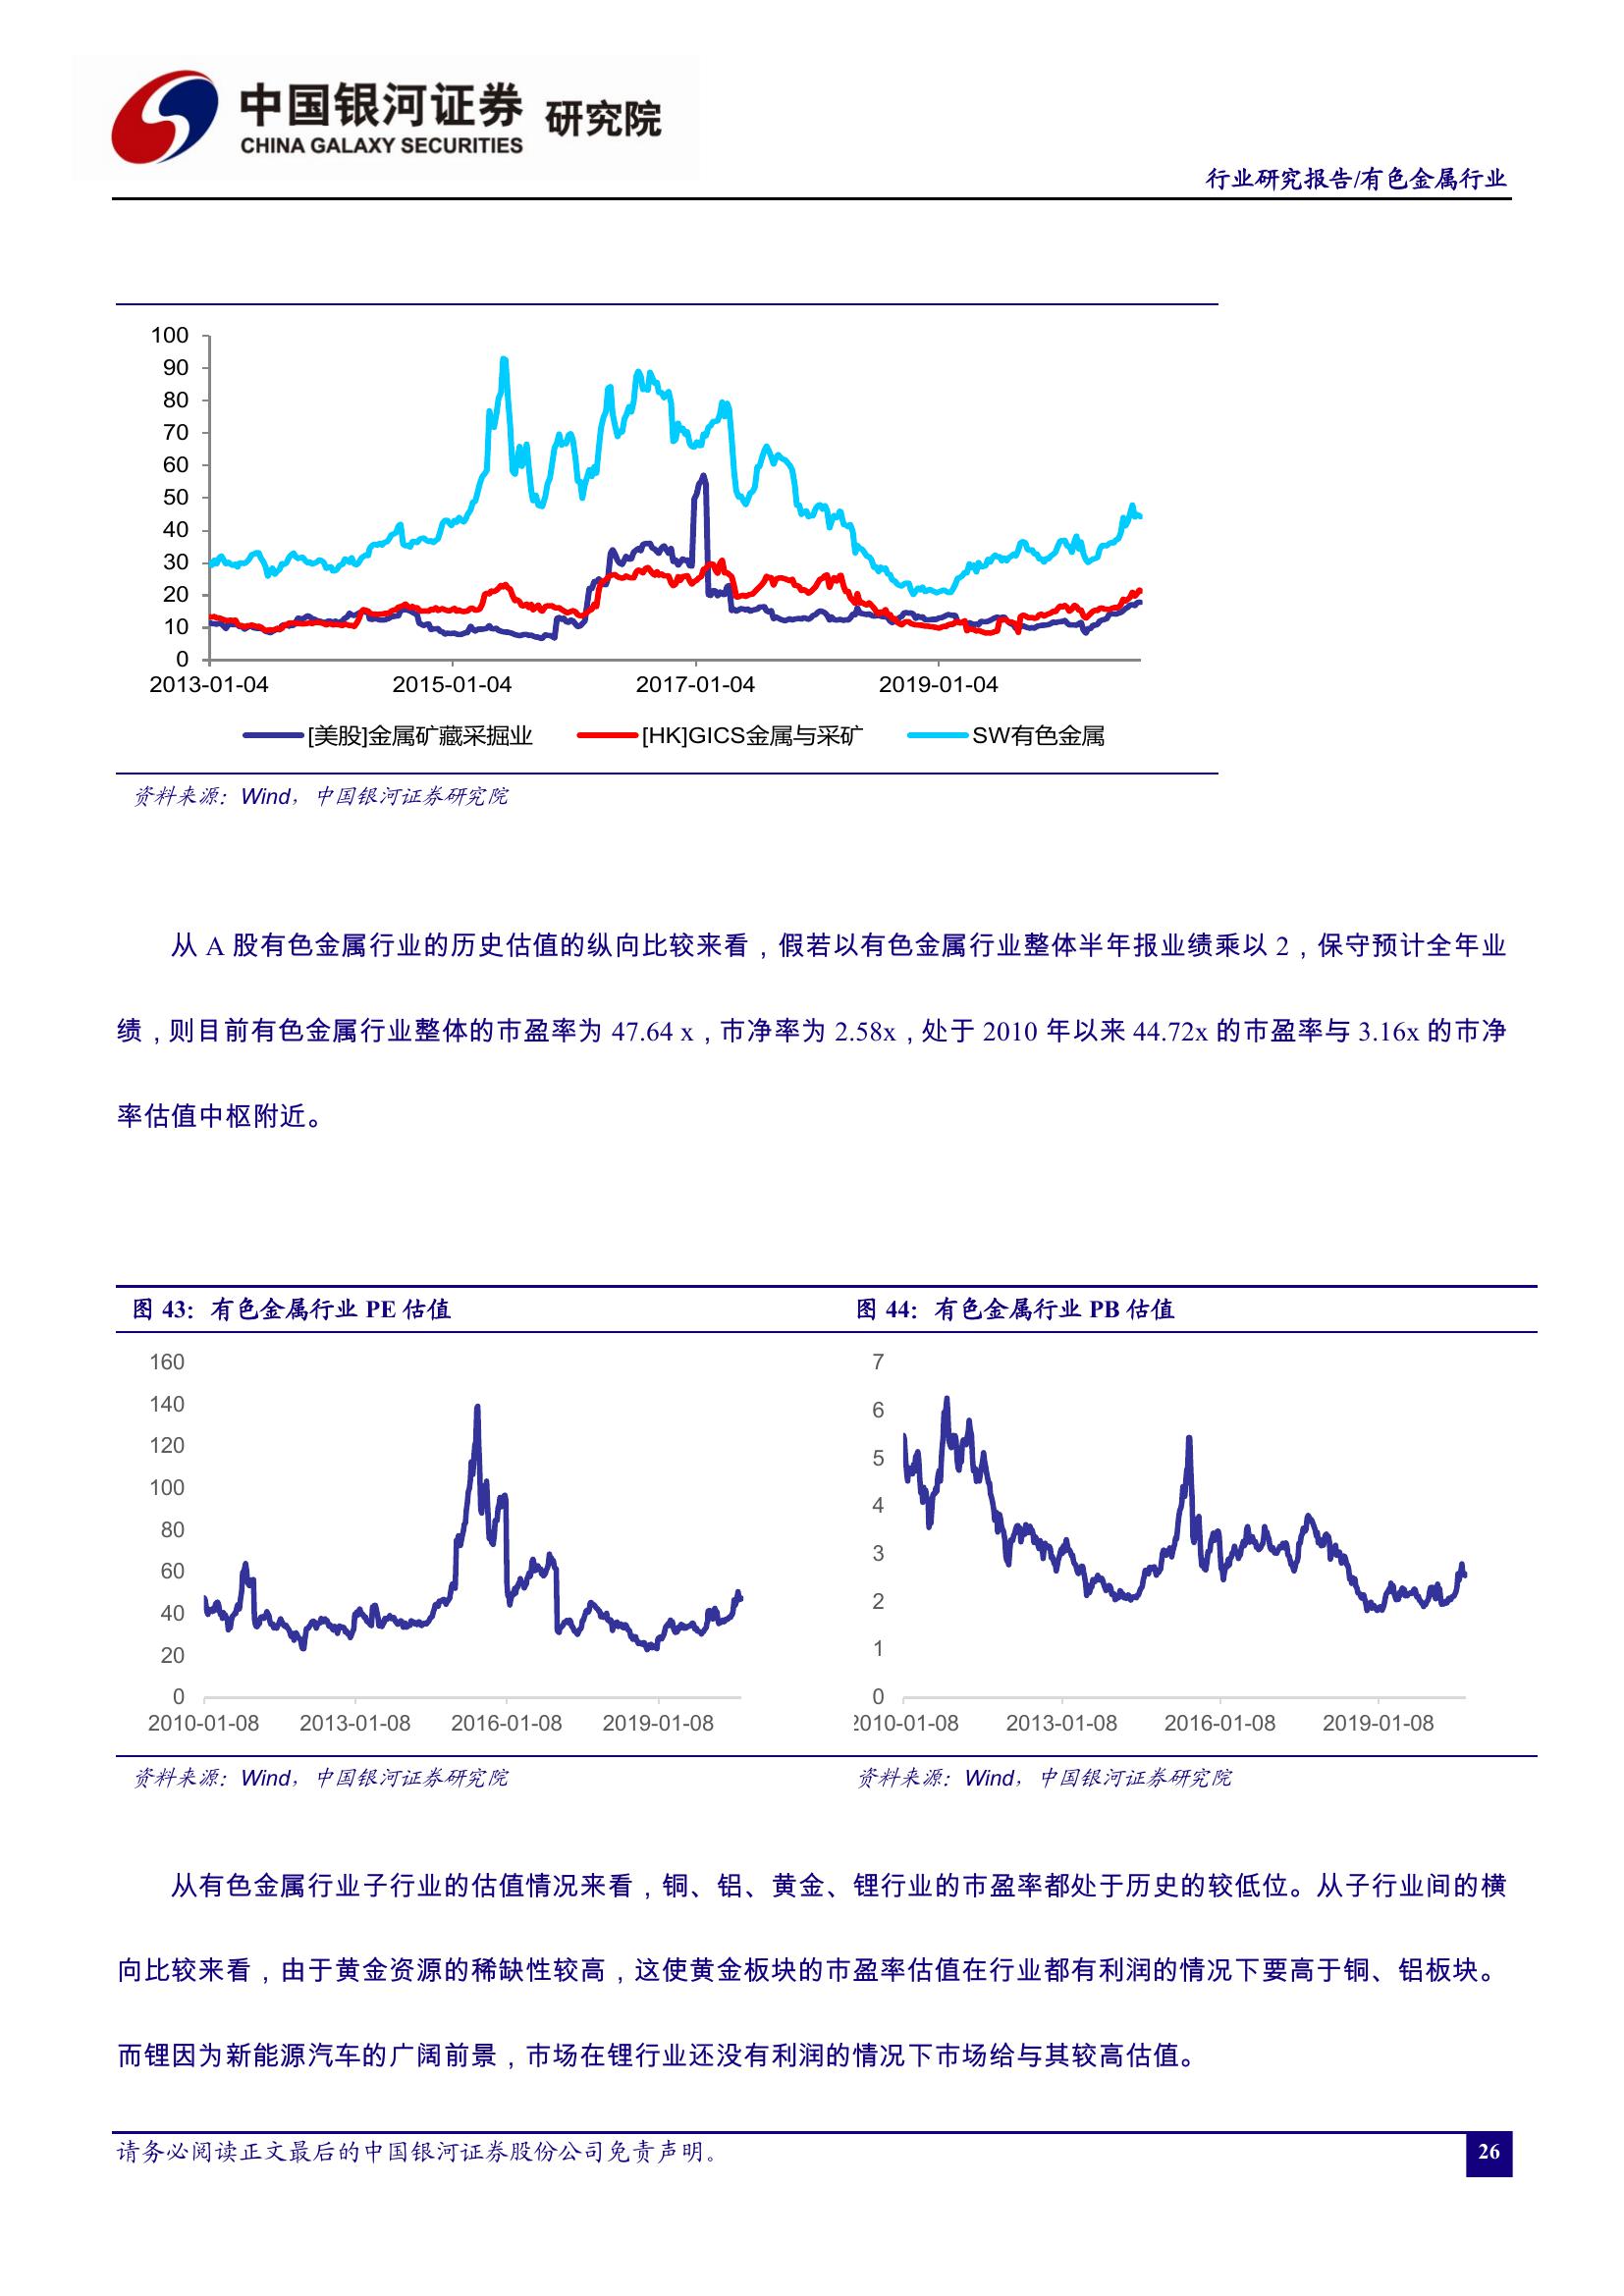 中国银河证券 研究院
CHINA GALAXY SECURITIES
行业研究报告/有色金属行业
100
90
80
70
60
50
40
30
20
10
0
2013-01-04 2015-01-04 2017-01-04 2019-01-04
[美股]金属矿藏采掘业 [HK]GICS金属与采矿 SW有色金属
资料来源：Wind，中国银河证券研究院
从 A 股有色金属行业的历史估值的纵向比较来看，假若以有色金属行业整体半年报业绩乘以 2，保守预计全年业
绩，则目前有色金属行业整体的市盈率为 47.64 x，市净率为 2.58x，处于 2010 年以来 44.72x 的市盈率与 3.16x 的市净
率估值中枢附近。
图 43：有色金属行业 PE 估值
160
140
120
100
80
60
40
20
0
2010-01-08 2013-01-08 2016-01-08 2019-01-08
资料来源：Wind，中国银河证券研究院
图 44：有色金属行业 PB 估值
7
6
5
4
3
2
1
0
2010-01-08 2013-01-08 2016-01-08 2019-01-08
资料来源：Wind，中国银河证券研究院
从有色金属行业子行业的估值情况来看，铜、铝、黄金、锂行业的市盈率都处于历史的较低位。从子行业间的横
向比较来看，由于黄金资源的稀缺性较高，这使黄金板块的市盈率估值在行业都有利润的情况下要高于铜、铝板块。
而锂因为新能源汽车的广阔前景，市场在锂行业还没有利润的情况下市场给与其较高估值。
请务必阅读正文最后的中国银河证券股份公司免责声明。
26